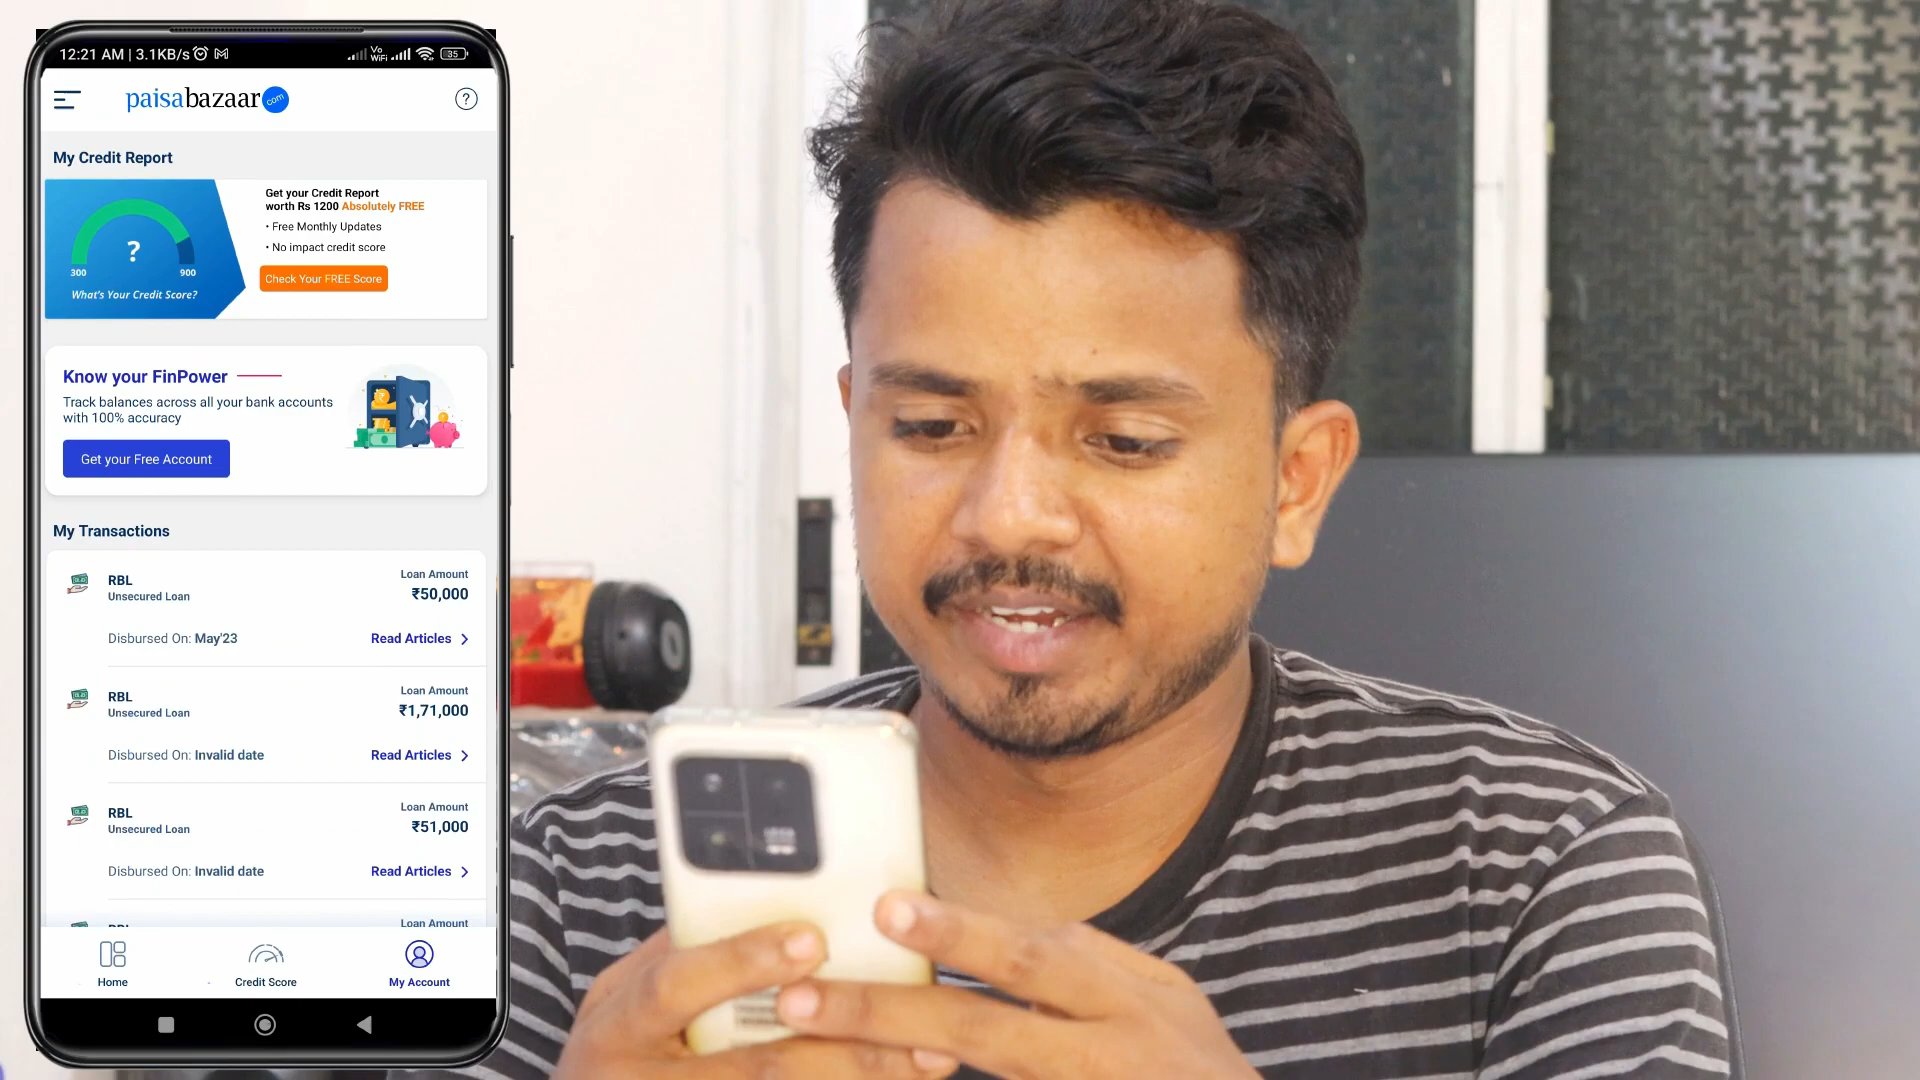 12:21 AM | 3.1KB/s
Vo
WiFi
35
paisabazaar.com
?
My Credit Report
?
300
900
What's Your Credit Score?
Get your Credit Report
worth Rs 1200 Absolutely FREE
• Free Monthly Updates
• No impact credit score
Check Your FREE Score
Know your FinPower
Track balances across all your bank accounts
with 100% accuracy
Get your Free Account
My Transactions
RBL
Unsecured Loan
Loan Amount
₹50,000
Disbursed On: May'23
Read Articles
RBL
Unsecured Loan
Loan Amount
₹1,71,000
Disbursed On: Invalid date
Read Articles
RBL
Unsecured Loan
Loan Amount
₹51,000
Disbursed On: Invalid date
Read Articles
RBL
Loan Amount
Home
Credit Score
My Account